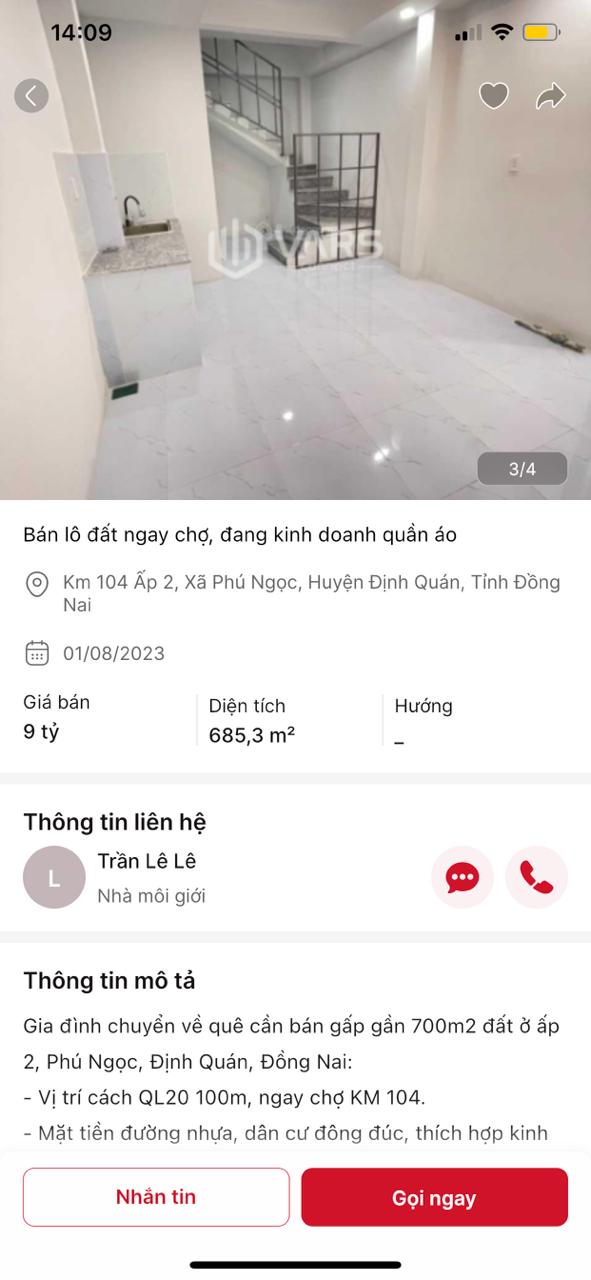 14:09
VARS
3/4
Bán lô đất ngay chợ, đang kinh doanh quần áo
Km 104 Ấp 2, Xã Phú Ngọc, Huyện Định Quán, Tỉnh Đồng
Nai
01/08/2023
Giá bán
9 tỷ
Diện tích
685,3 m²
Hướng
_
Thông tin liên hệ
L
Trần Lê Lê
Nhà môi giới
Thông tin mô tả
Gia đình chuyển về quê cần bán gấp gần 700m2 đất ở ấp
2, Phú Ngọc, Định Quán, Đồng Nai:
- Vị trí cách QL20 100m, ngay chợ KM 104.
- Mặt tiền đường nhựa, dân cư đông đúc, thích hợp kinh
Nhắn tin
Gọi ngay